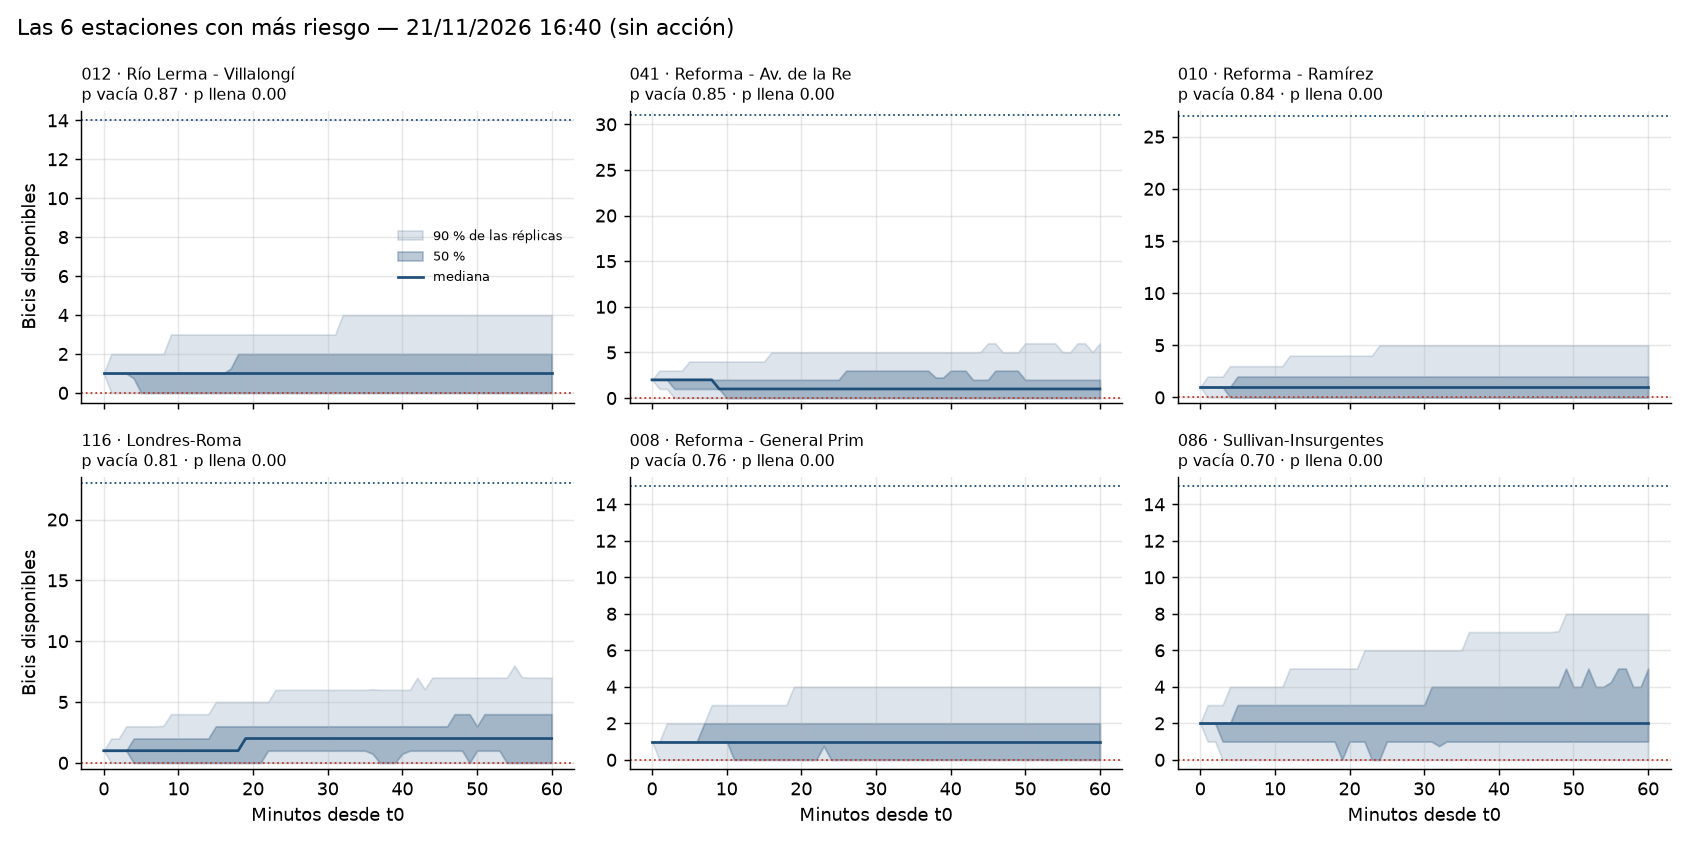 Las 6 estaciones con más riesgo — 21/11/2026 16:40 (sin acción)
012 · Río Lerma - Villalongí
p vacía 0.87 · p llena 0.00
14
12
10
8
6
4
2
0
Bicis disponibles
90 % de las réplicas
50 %
mediana
041 · Reforma - Av. de la Re
p vacía 0.85 · p llena 0.00
30
25
20
15
10
5
0
010 · Reforma - Ramírez
p vacía 0.84 · p llena 0.00
25
20
15
10
5
0
116 · Londres-Roma
p vacía 0.81 · p llena 0.00
20
15
10
5
0
Bicis disponibles
0 10 20 30 40 50 60
Minutos desde t0
008 · Reforma - General Prim
p vacía 0.76 · p llena 0.00
14
12
10
8
6
4
2
0
0 10 20 30 40 50 60
Minutos desde t0
086 · Sullivan-Insurgentes
p vacía 0.70 · p llena 0.00
14
12
10
8
6
4
2
0
0 10 20 30 40 50 60
Minutos desde t0